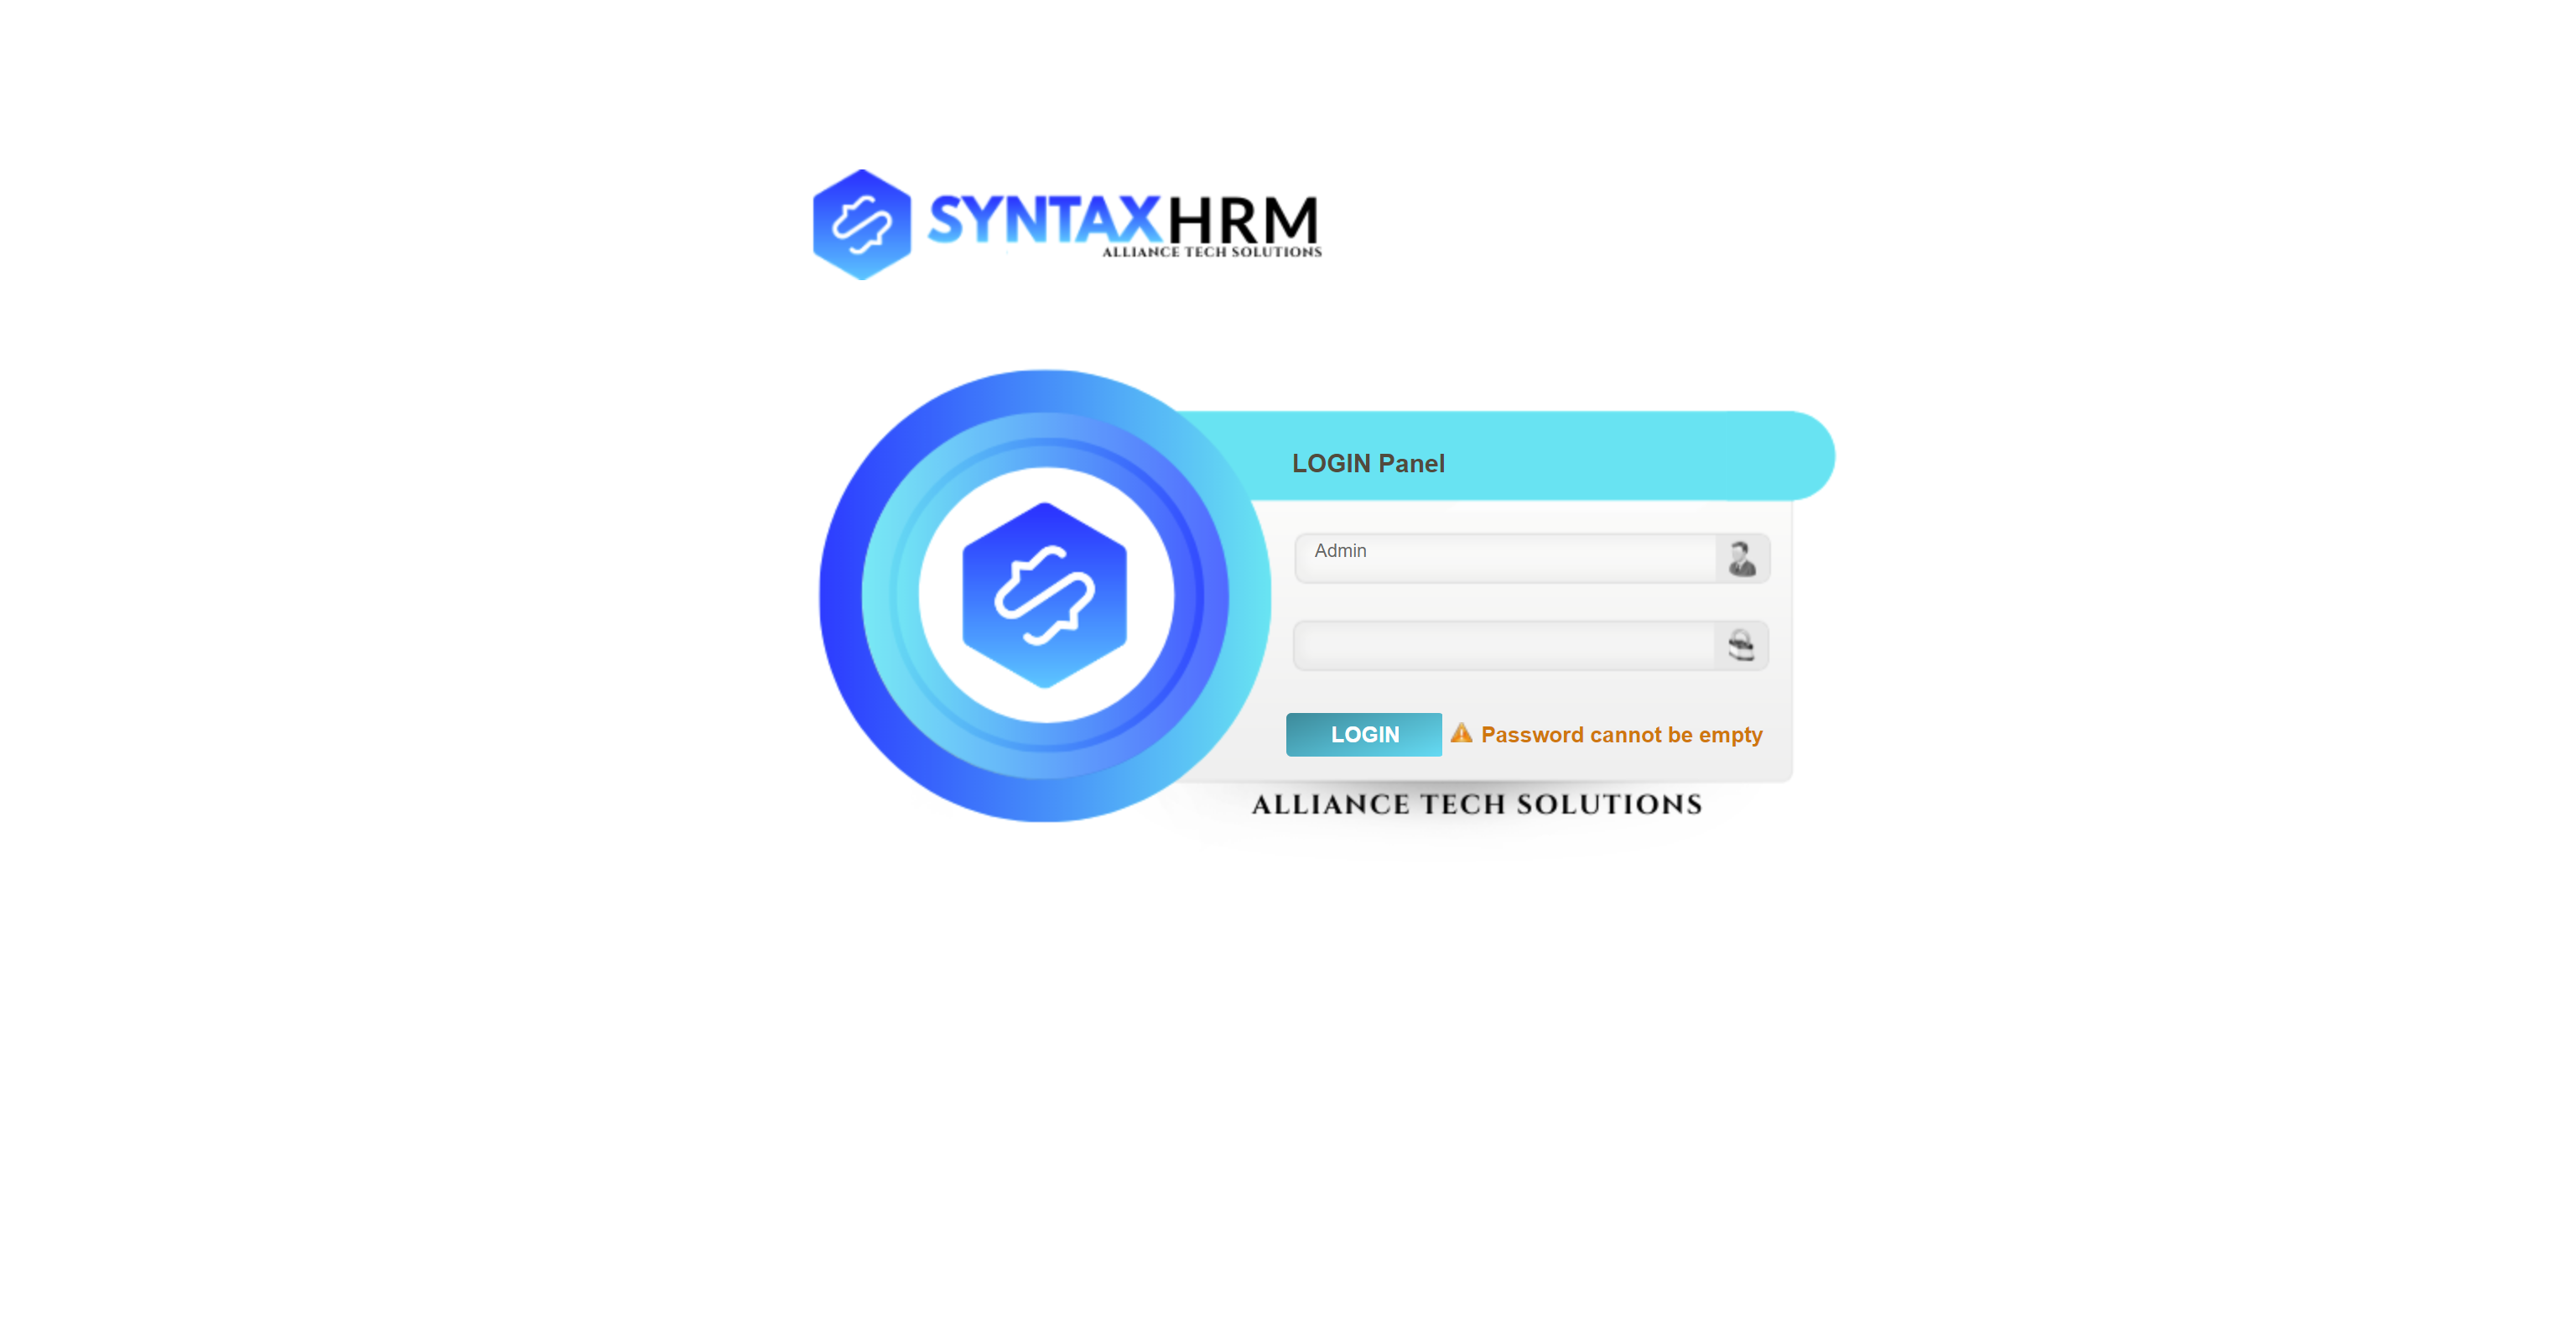 SYNTAXHRM
ALLIANCE TECH SOLUTIONS
LOGIN Panel
Admin
LOGIN
Password cannot be empty
ALLIANCE TECH SOLUTIONS